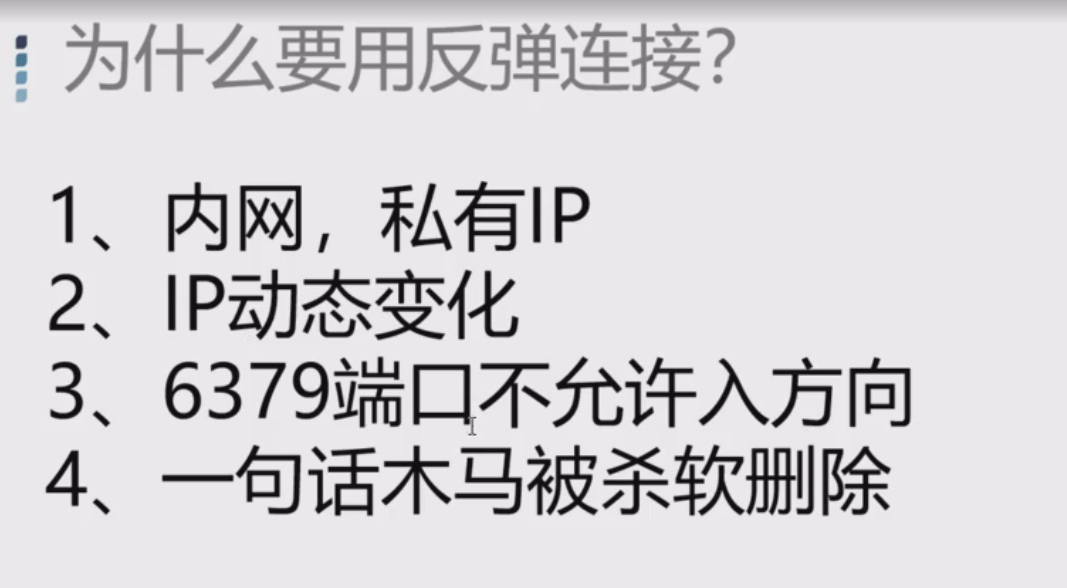 为什么要用反弹连接?
1、内网，私有IP
2、IP动态变化
3、6379端口不允许入方向
4、一句话木马被杀软删除